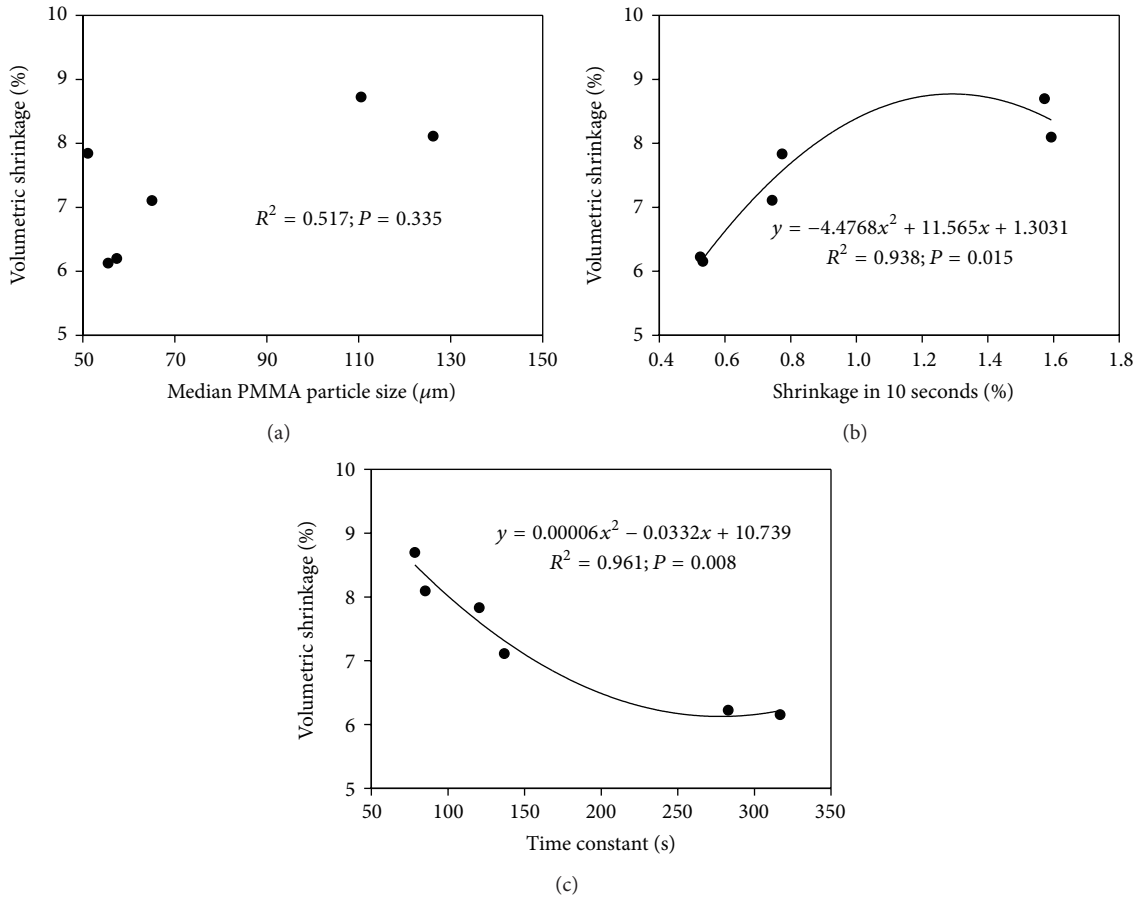 10
9
8
7
6
5
Volumetric shrinkage (%)
R² = 0.517; P = 0.335
50 70 90 110 130 150
Median PMMA particle size (μm)
(a)
10
9
8
7
6
5
Volumetric shrinkage (%)
y = −4.4768x² + 11.565x + 1.3031
R² = 0.938; P = 0.015
0.4 0.6 0.8 1.0 1.2 1.4 1.6 1.8
Shrinkage in 10 seconds (%)
(b)
10
9
8
7
6
5
Volumetric shrinkage (%)
y = 0.00006x² − 0.0332x + 10.739
R² = 0.961; P = 0.008
50 100 150 200 250 300 350
Time constant (s)
(c)